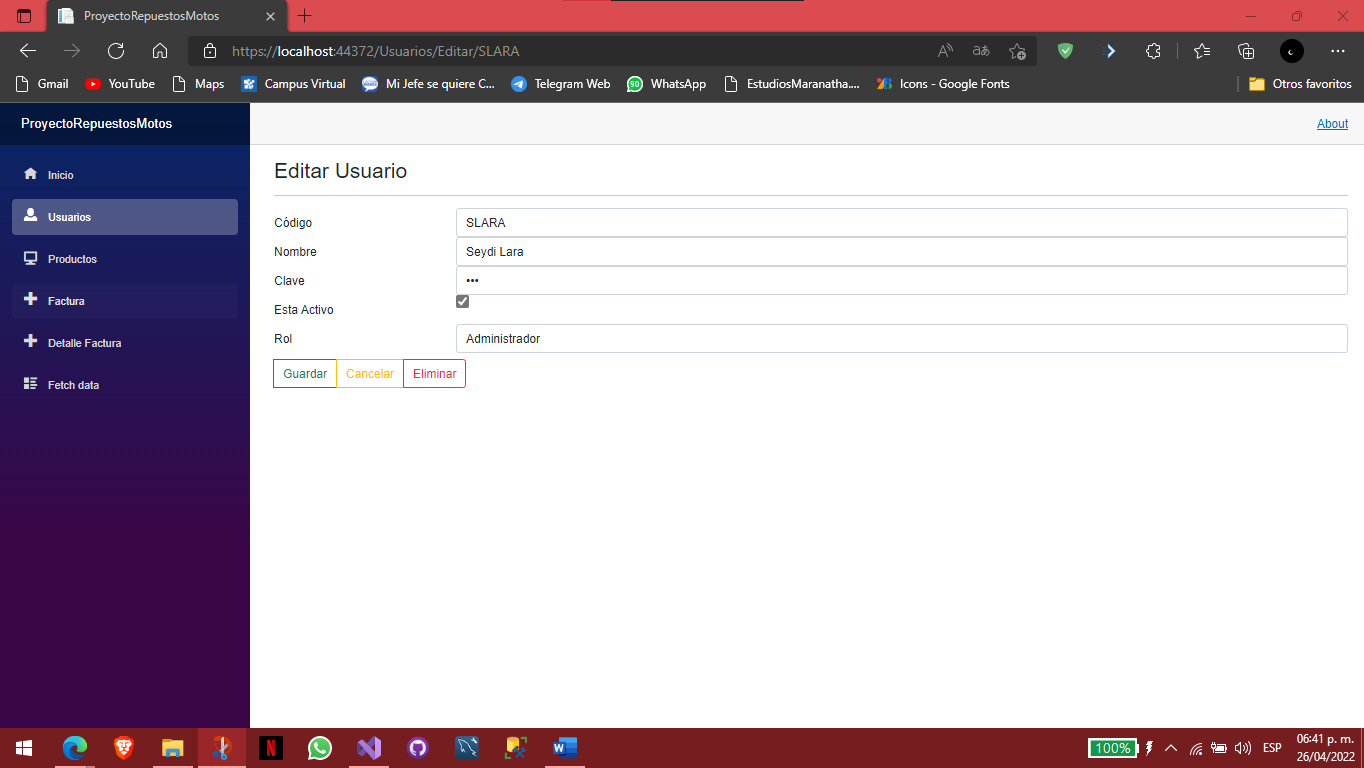 ProyectoRepuestosMotos
https://localhost:44372/Usuarios/Editar/SLARA
Gmail YouTube Maps Campus Virtual Mi Jefe se quiere C... Telegram Web WhatsApp EstudiosMaranatha.... Icons - Google Fonts Otros favoritos
ProyectoRepuestosMotos
About
Inicio
Usuarios
Productos
Factura
Detalle Factura
Fetch data
Editar Usuario
Código SLARA
Nombre Seydi Lara
Clave •••
Esta Activo
Rol Administrador
Guardar Cancelar Eliminar
100% ESP 06:41 p. m.
26/04/2022